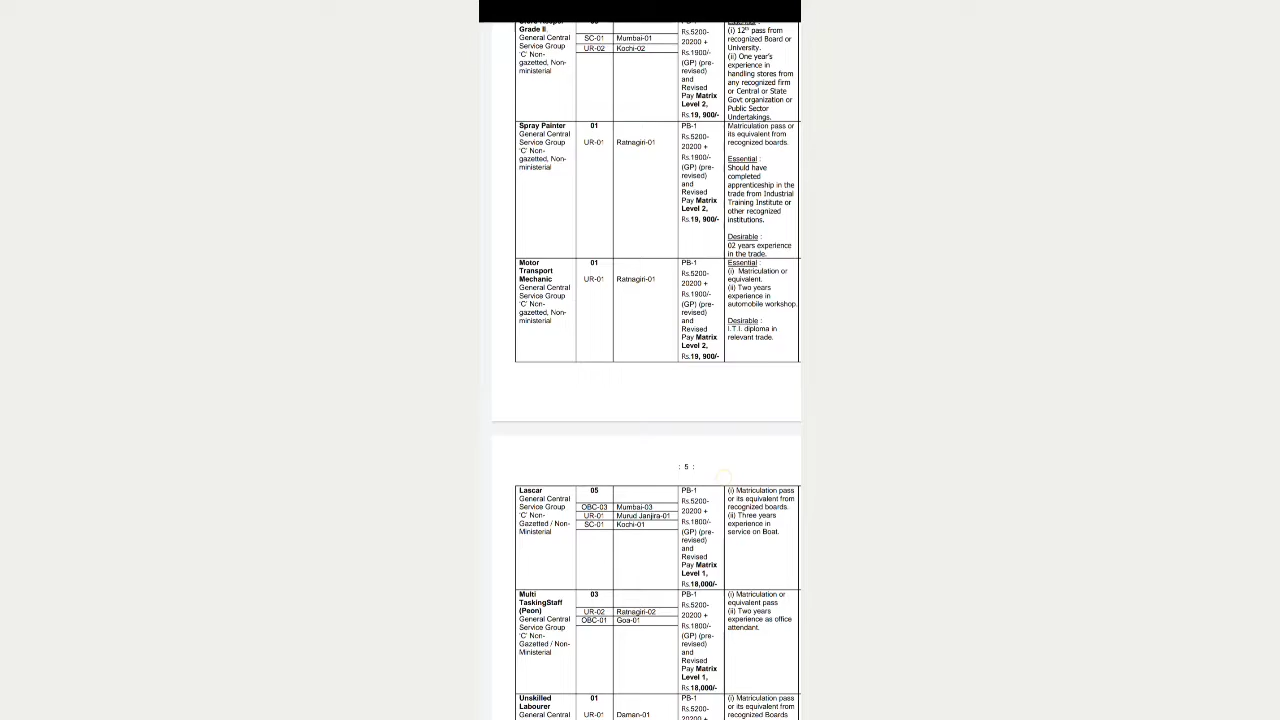 Grade II
General Central
Service Group
'C' Non-
gazetted, Non-
ministerial
SC-01 Mumbai-01
UR-02 Kochi-02
PB-1
Rs.5200-
20200 +
Rs.1900/-
(GP) (pre-
revised)
and
Revised
Pay Matrix
Level 2,
Rs.19, 900/-
(i) 12th pass from
recognized Board or
University.
(ii) One year's
experience in
handling stores from
any recognized firm
or Central or State
Govt organization or
Public Sector
Undertakings.
Spray Painter
General Central
Service Group
'C' Non-
gazetted, Non-
ministerial
01
UR-01 Ratnagiri-01
PB-1
Rs.5200-
20200 +
Rs.1900/-
(GP) (pre-
revised)
and
Revised
Pay Matrix
Level 2,
Rs.19, 900/-
Matriculation pass or
its equivalent from
recognized boards.
Essential :
Should have
completed
apprenticeship in the
trade from Industrial
Training Institute or
other recognized
institutions.
Desirable :
02 years experience
in the trade.
Motor
Transport
Mechanic
General Central
Service Group
'C' Non-
gazetted, Non-
ministerial
01
UR-01 Ratnagiri-01
PB-1
Rs.5200-
20200 +
Rs.1900/-
(GP) (pre-
revised)
and
Revised
Pay Matrix
Level 2,
Rs.19, 900/-
Essential :
(i) Matriculation or
equivalent.
(ii) Two years
experience in
automobile workshop.
Desirable :
I.T.I. diploma in
relevant trade.
: 5 :
Lascar
General Central
Service Group
'C' Non-
Gazetted / Non-
Ministerial
05
OBC-03 Mumbai-03
UR-01 Murud Janjira-01
SC-01 Kochi-01
PB-1
Rs.5200-
20200 +
Rs.1800/-
(GP) (pre-
revised)
and
Revised
Pay Matrix
Level 1,
Rs.18,000/-
(i) Matriculation pass
or its equivalent from
recognized boards.
(ii) Three years
experience in
service on Boat.
Multi
TaskingStaff
(Peon)
General Central
Service Group
'C' Non-
Gazetted / Non-
Ministerial
03
UR-02 Ratnagiri-02
OBC-01 Goa-01
PB-1
Rs.5200-
20200 +
Rs.1800/-
(GP) (pre-
revised)
and
Revised
Pay Matrix
Level 1,
Rs.18,000/-
(i) Matriculation or
equivalent pass
(ii) Two years
experience as office
attendant.
Unskilled
Labourer
General Central
01
UR-01 Daman-01
PB-1
Rs.5200-
20200 +
(i) Matriculation pass
or its equivalent from
recognized Boards